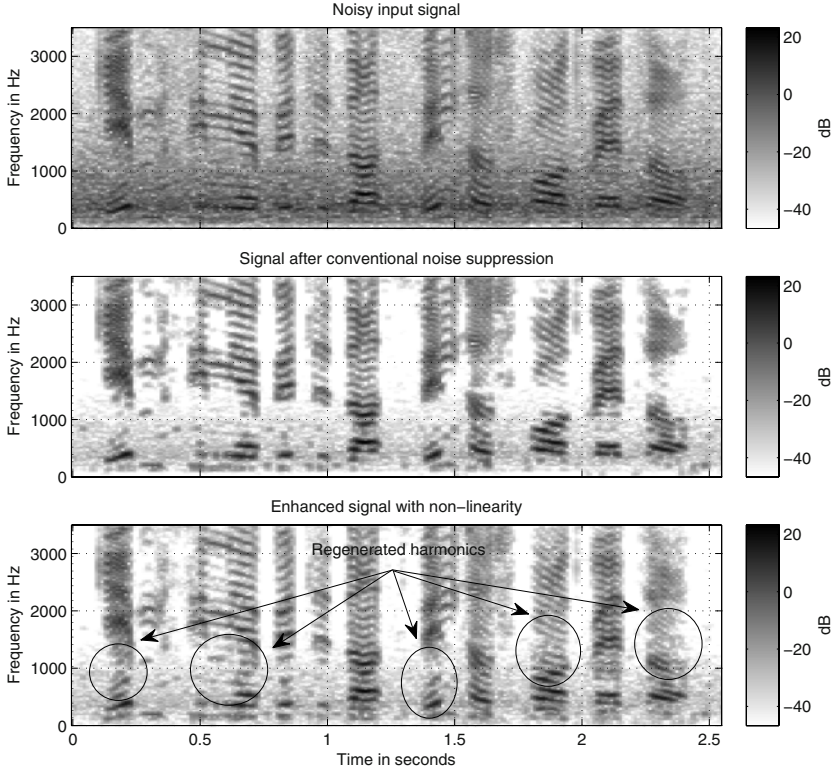 Noisy input signal
Frequency in Hz
3000
2000
1000
0
20
0
−20
−40
dB
Signal after conventional noise suppression
Frequency in Hz
3000
2000
1000
0
20
0
−20
−40
dB
Enhanced signal with non−linearity
Regenerated harmonics
Frequency in Hz
3000
2000
1000
0
0 0.5 1 1.5 2 2.5
Time in seconds
20
0
−20
−40
dB